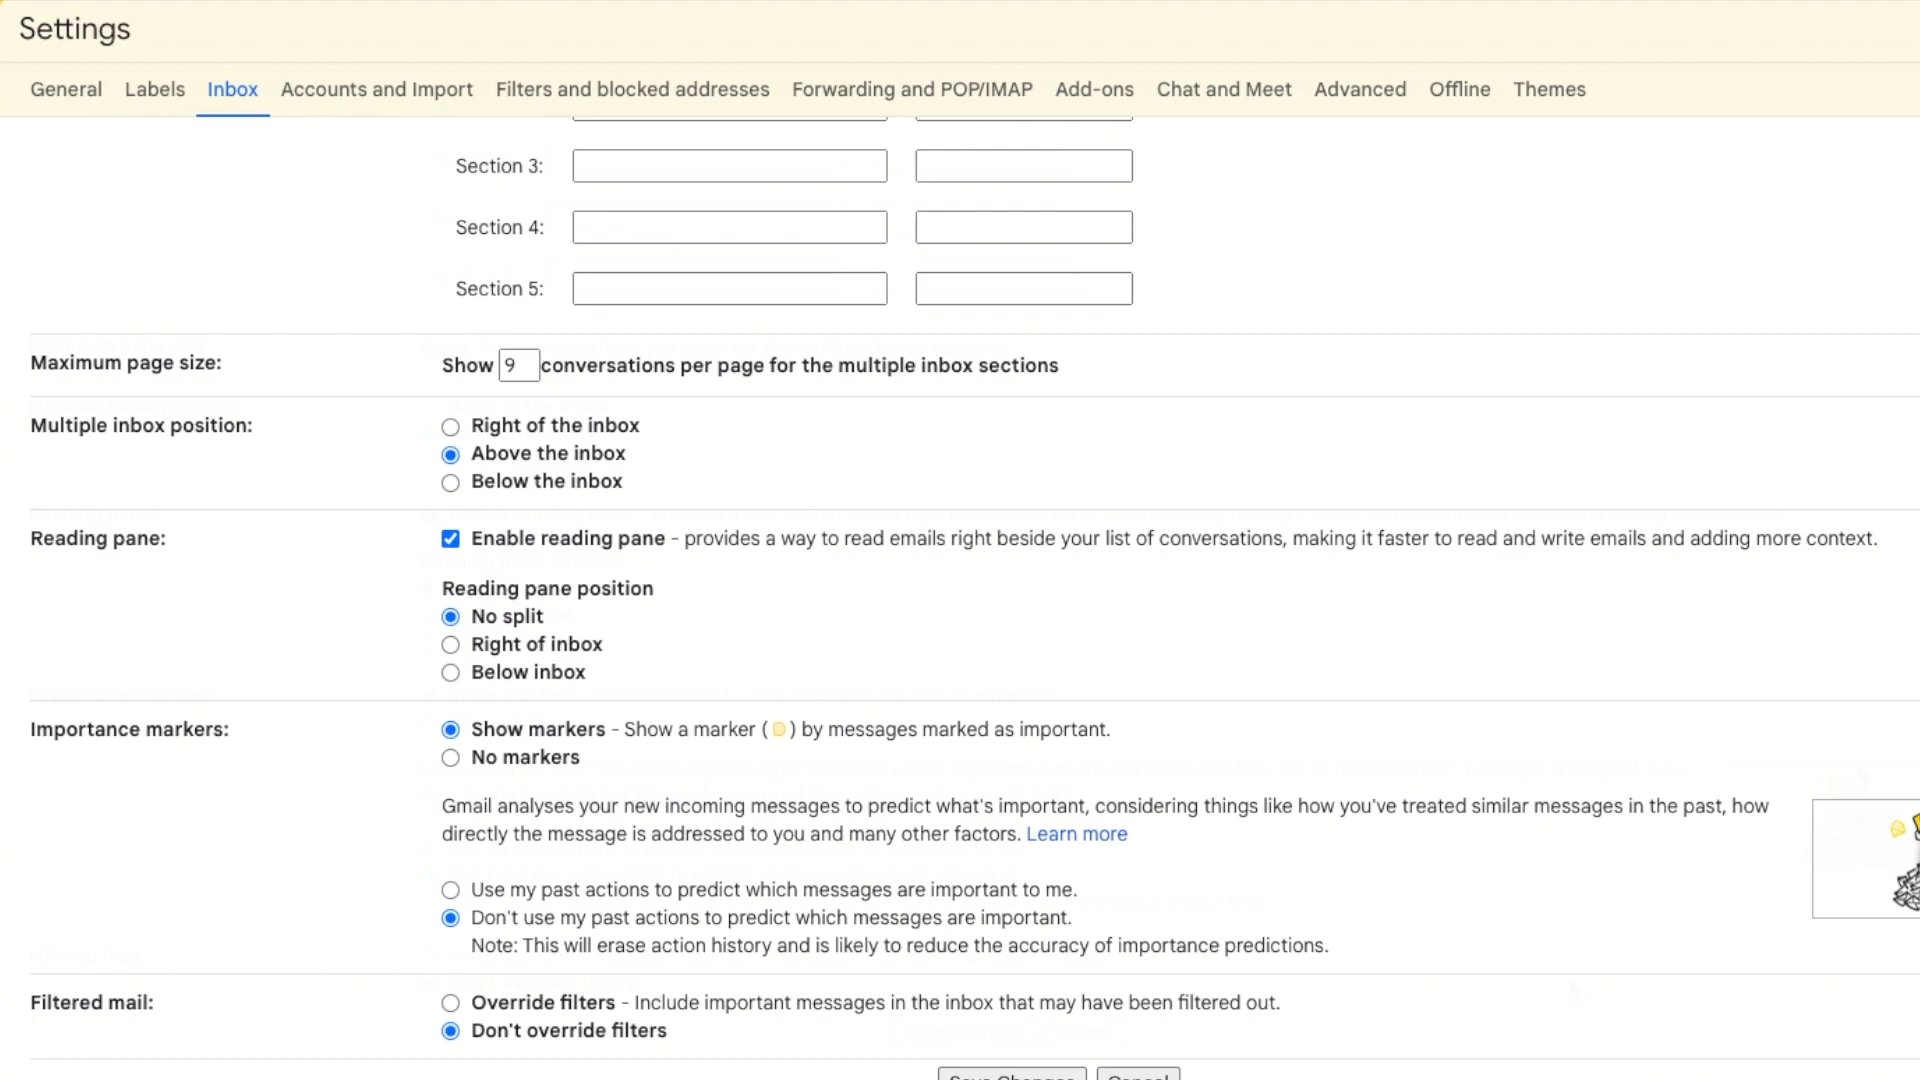 Settings
General Labels Inbox Accounts and Import Filters and blocked addresses Forwarding and POP/IMAP Add-ons Chat and Meet Advanced Offline Themes
Section 3:
Section 4:
Section 5:
Maximum page size: Show 9 conversations per page for the multiple inbox sections
Multiple inbox position: Right of the inbox
Above the inbox
Below the inbox
Reading pane: Enable reading pane - provides a way to read emails right beside your list of conversations, making it faster to read and write emails and adding more context.
Reading pane position
No split
Right of inbox
Below inbox
Importance markers: Show markers - Show a marker ( ) by messages marked as important.
No markers
Gmail analyses your new incoming messages to predict what's important, considering things like how you've treated similar messages in the past, how
directly the message is addressed to you and many other factors. Learn more
Use my past actions to predict which messages are important to me.
Don't use my past actions to predict which messages are important.
Note: This will erase action history and is likely to reduce the accuracy of importance predictions.
Filtered mail: Override filters - Include important messages in the inbox that may have been filtered out.
Don't override filters
Save Changes Cancel